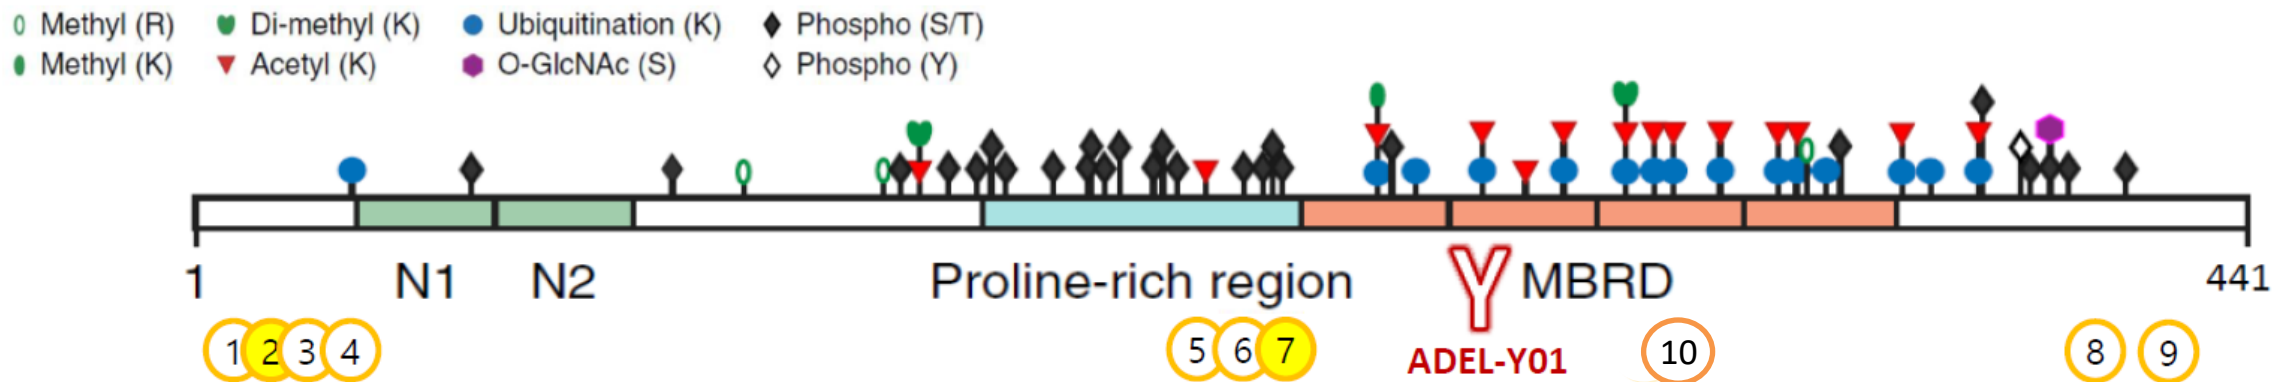 Methyl (R) Di-methyl (K) Ubiquitination (K) Phospho (S/T)
Methyl (K) Acetyl (K) O-GlcNAc (S) Phospho (Y)
1 N1 N2 Proline-rich region Y MBRD 441
1 2 3 4 5 6 7 ADEL-Y01 10 8 9